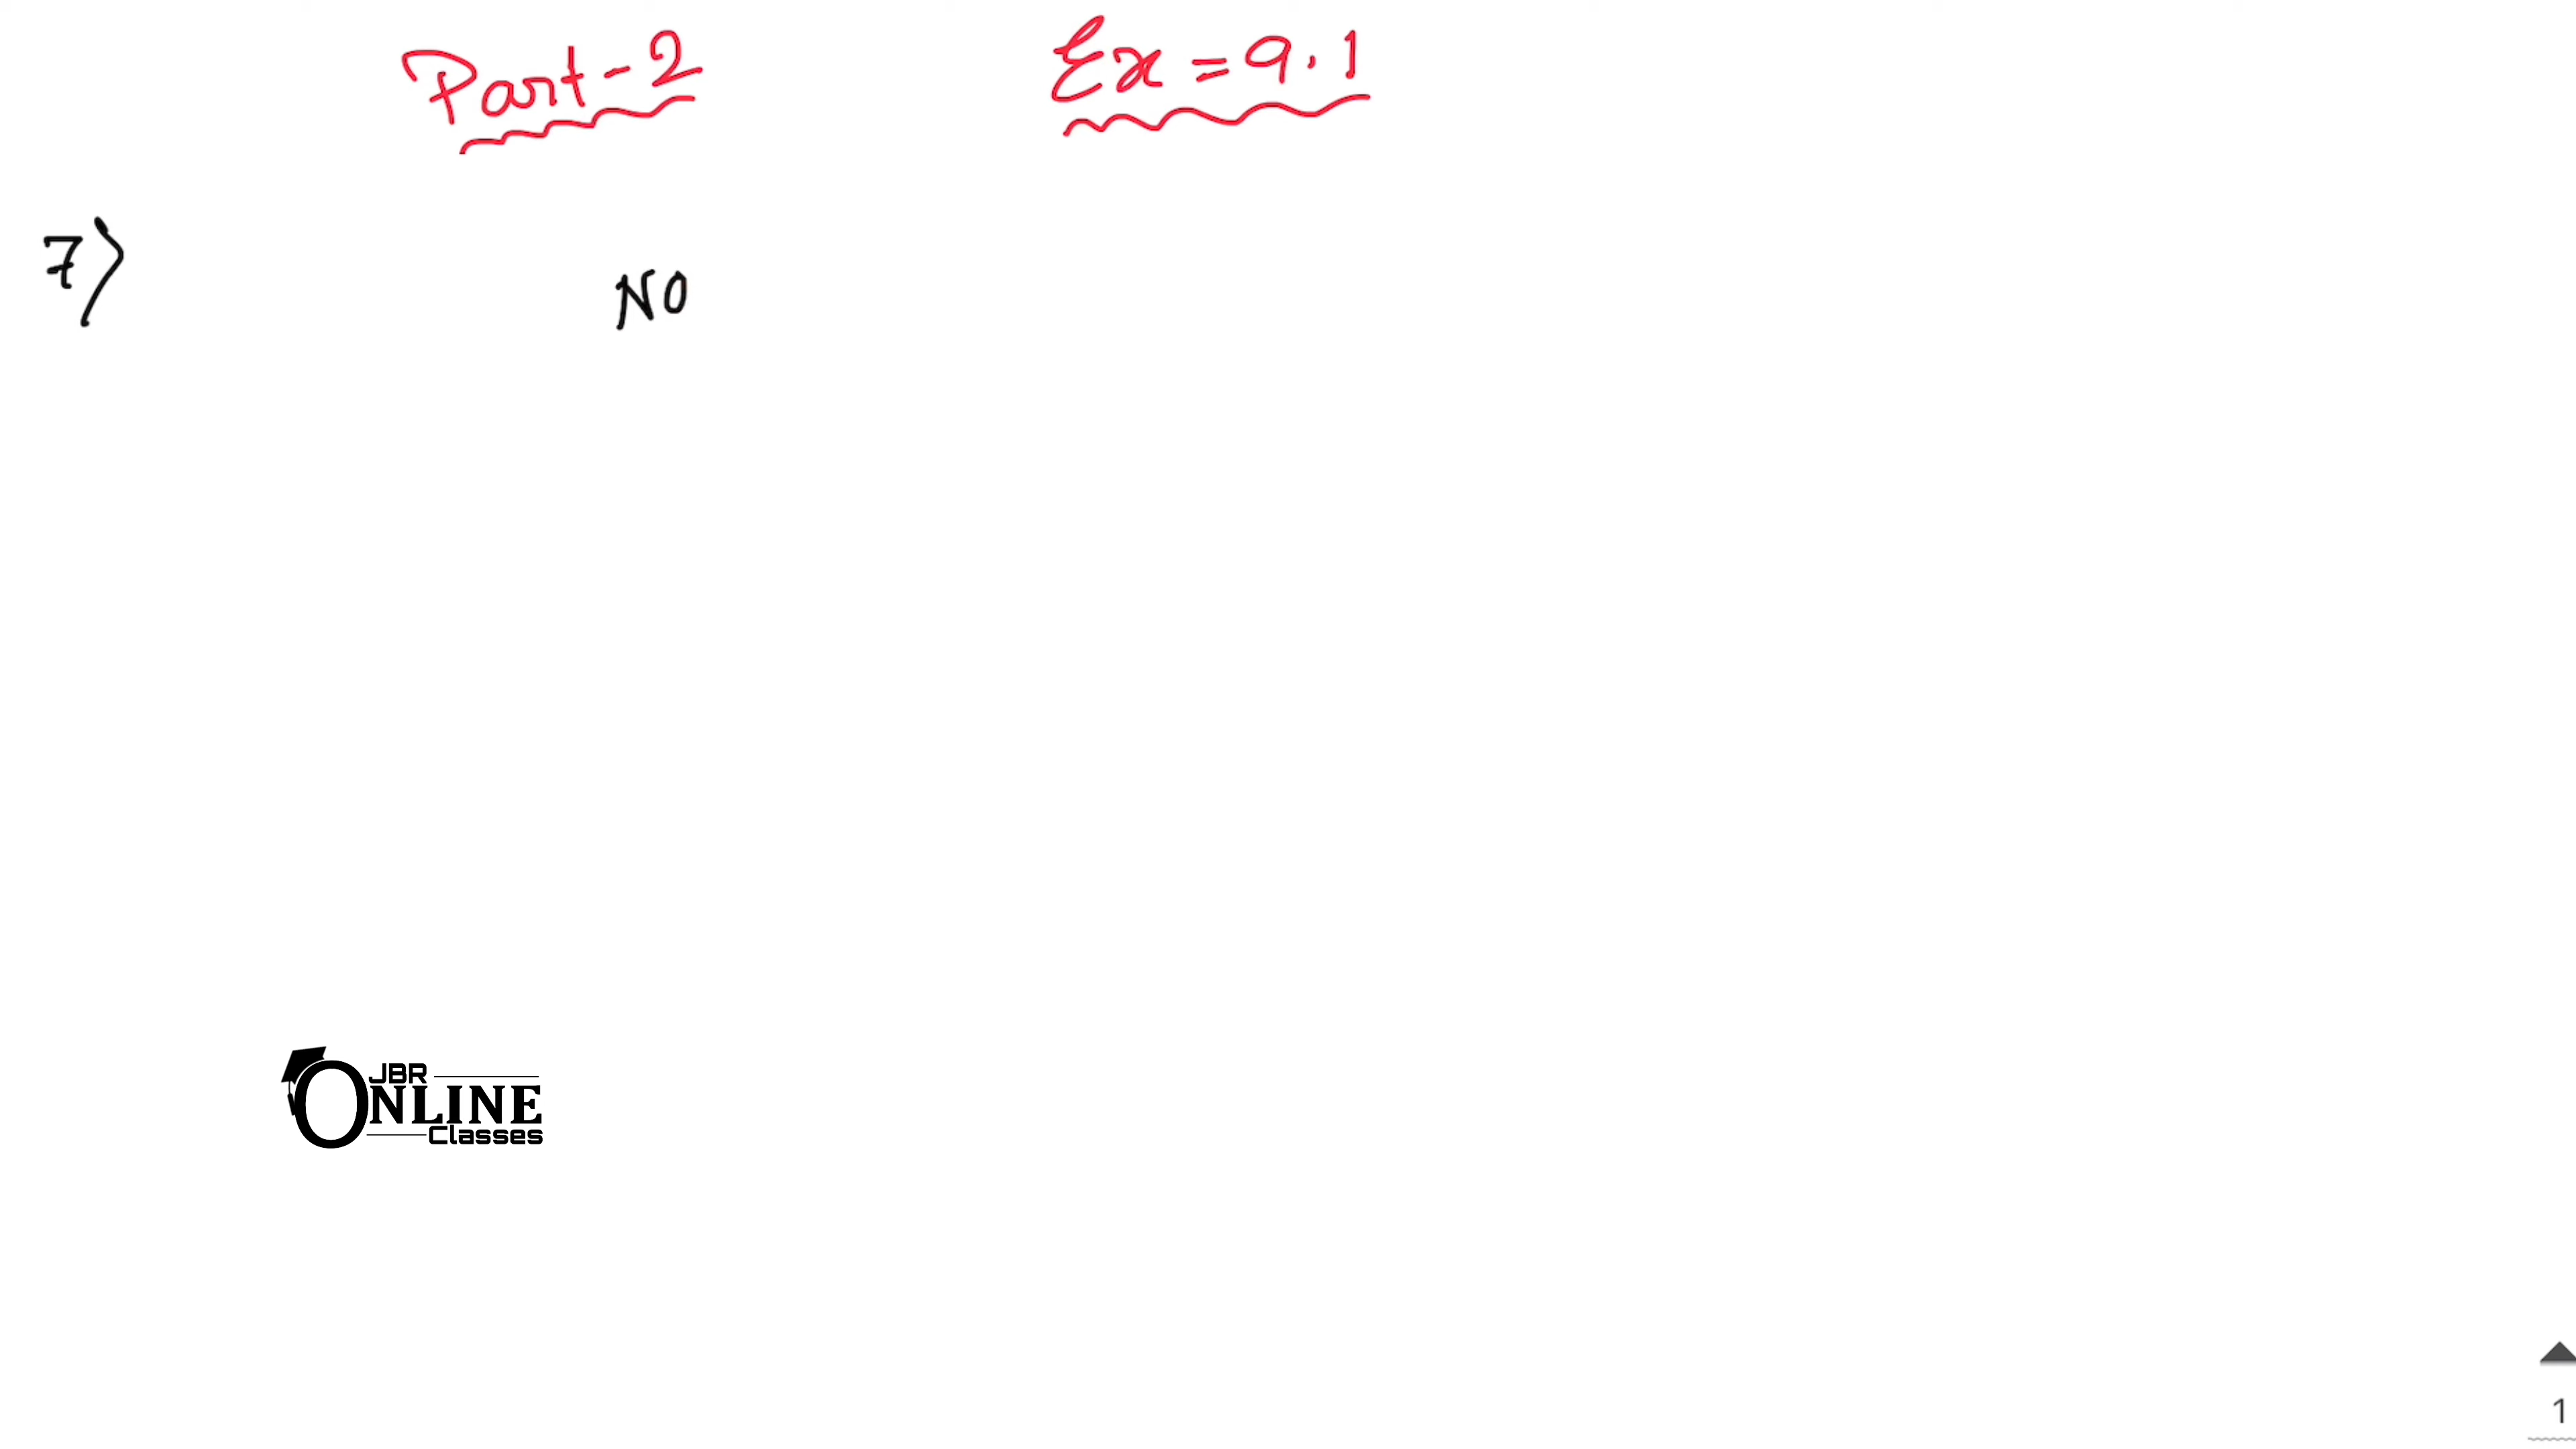 Part-2 Ex = 9.1
7) NO
JBR
ONLINE
Classes
1